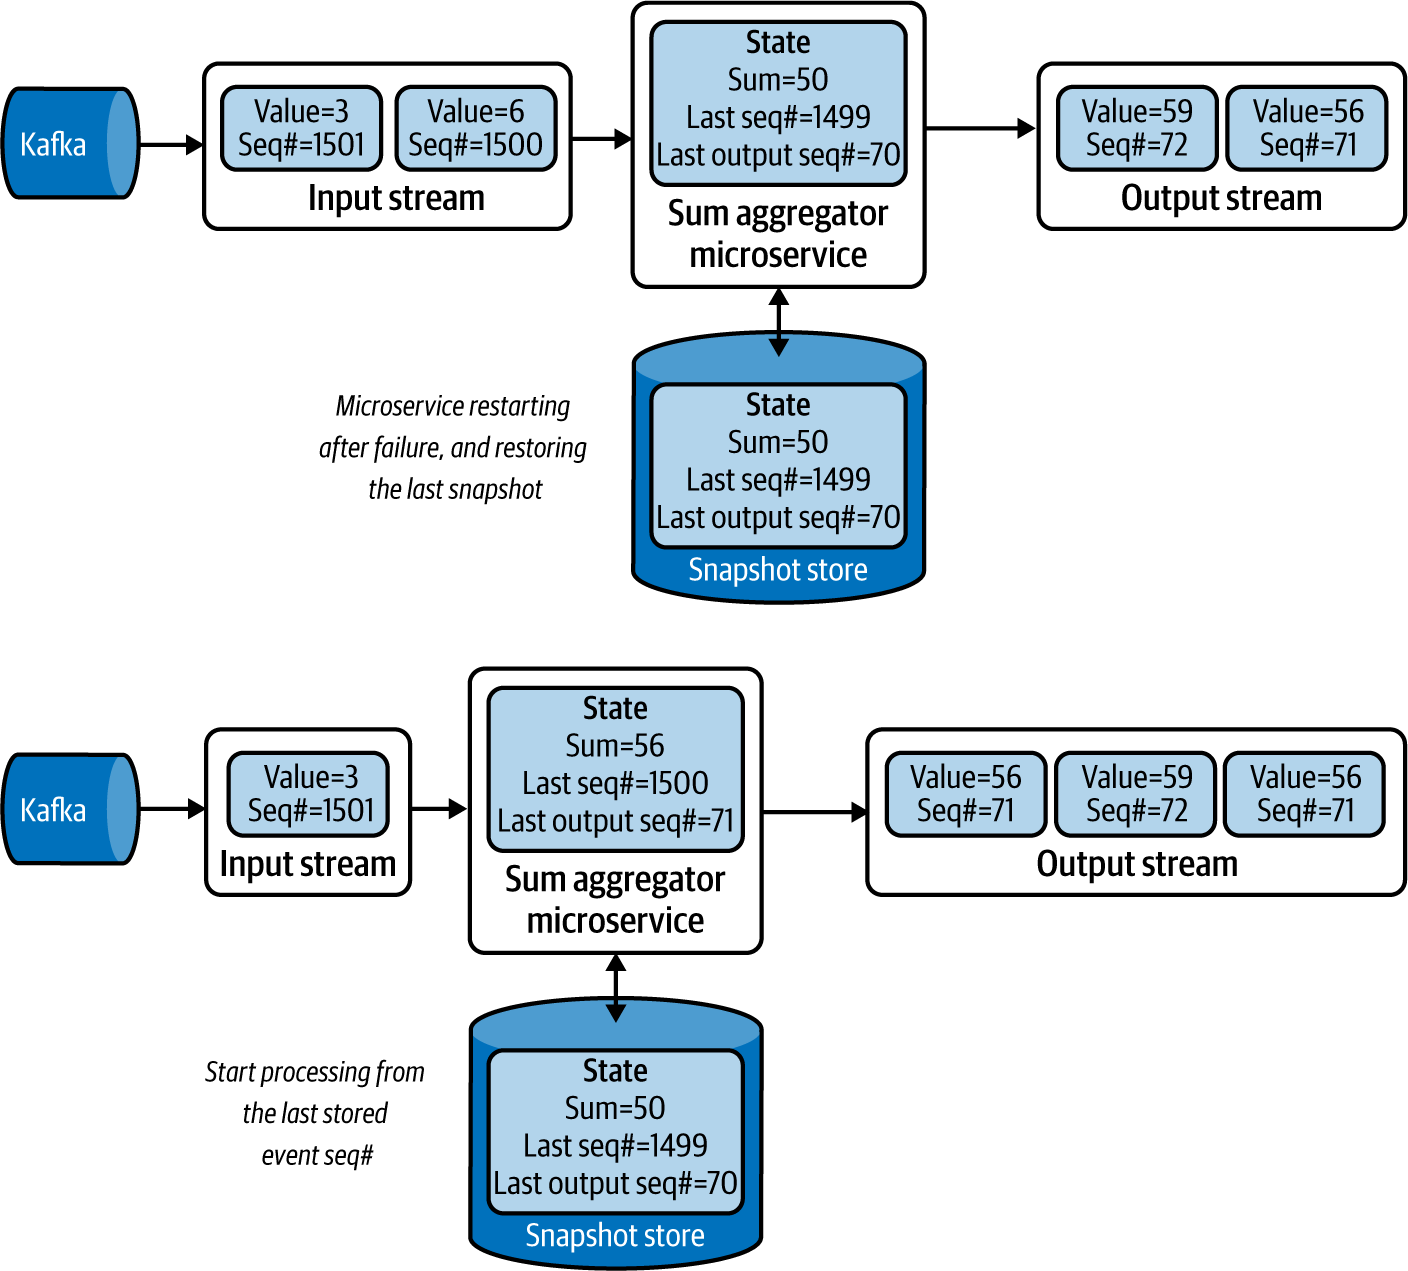 Kafka
Value=3
Seq#=1501
Value=6
Seq#=1500
Input stream
State
Sum=50
Last seq#=1499
Last output seq#=70
Sum aggregator
microservice
Value=59
Seq#=72
Value=56
Seq#=71
Output stream
Microservice restarting
after failure, and restoring
the last snapshot
State
Sum=50
Last seq#=1499
Last output seq#=70
Snapshot store
Kafka
Value=3
Seq#=1501
Input stream
State
Sum=56
Last seq#=1500
Last output seq#=71
Sum aggregator
microservice
Value=56
Seq#=71
Value=59
Seq#=72
Value=56
Seq#=71
Output stream
Start processing from
the last stored
event seq#
State
Sum=50
Last seq#=1499
Last output seq#=70
Snapshot store